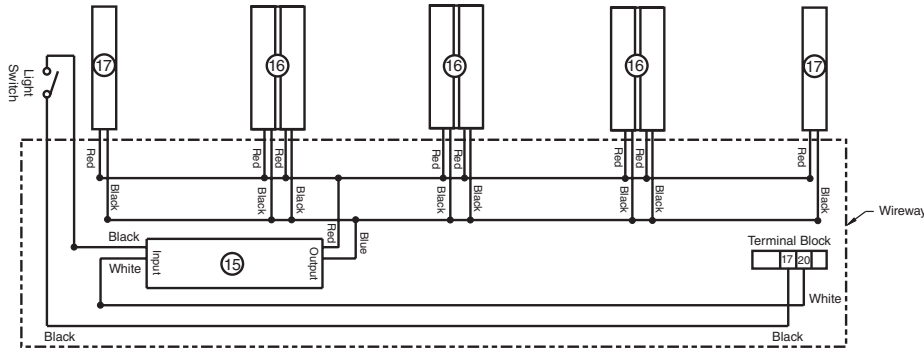 17
16
16
16
17
Light
Switch
Red
Red
Red
Red
Red
Red
Red
Red
Black
Black
Black
Black
Black
Black
Black
Black
Wireway
Red
Blue
Black
White
Input
15
Output
Terminal Block
17 20
White
Black
Black